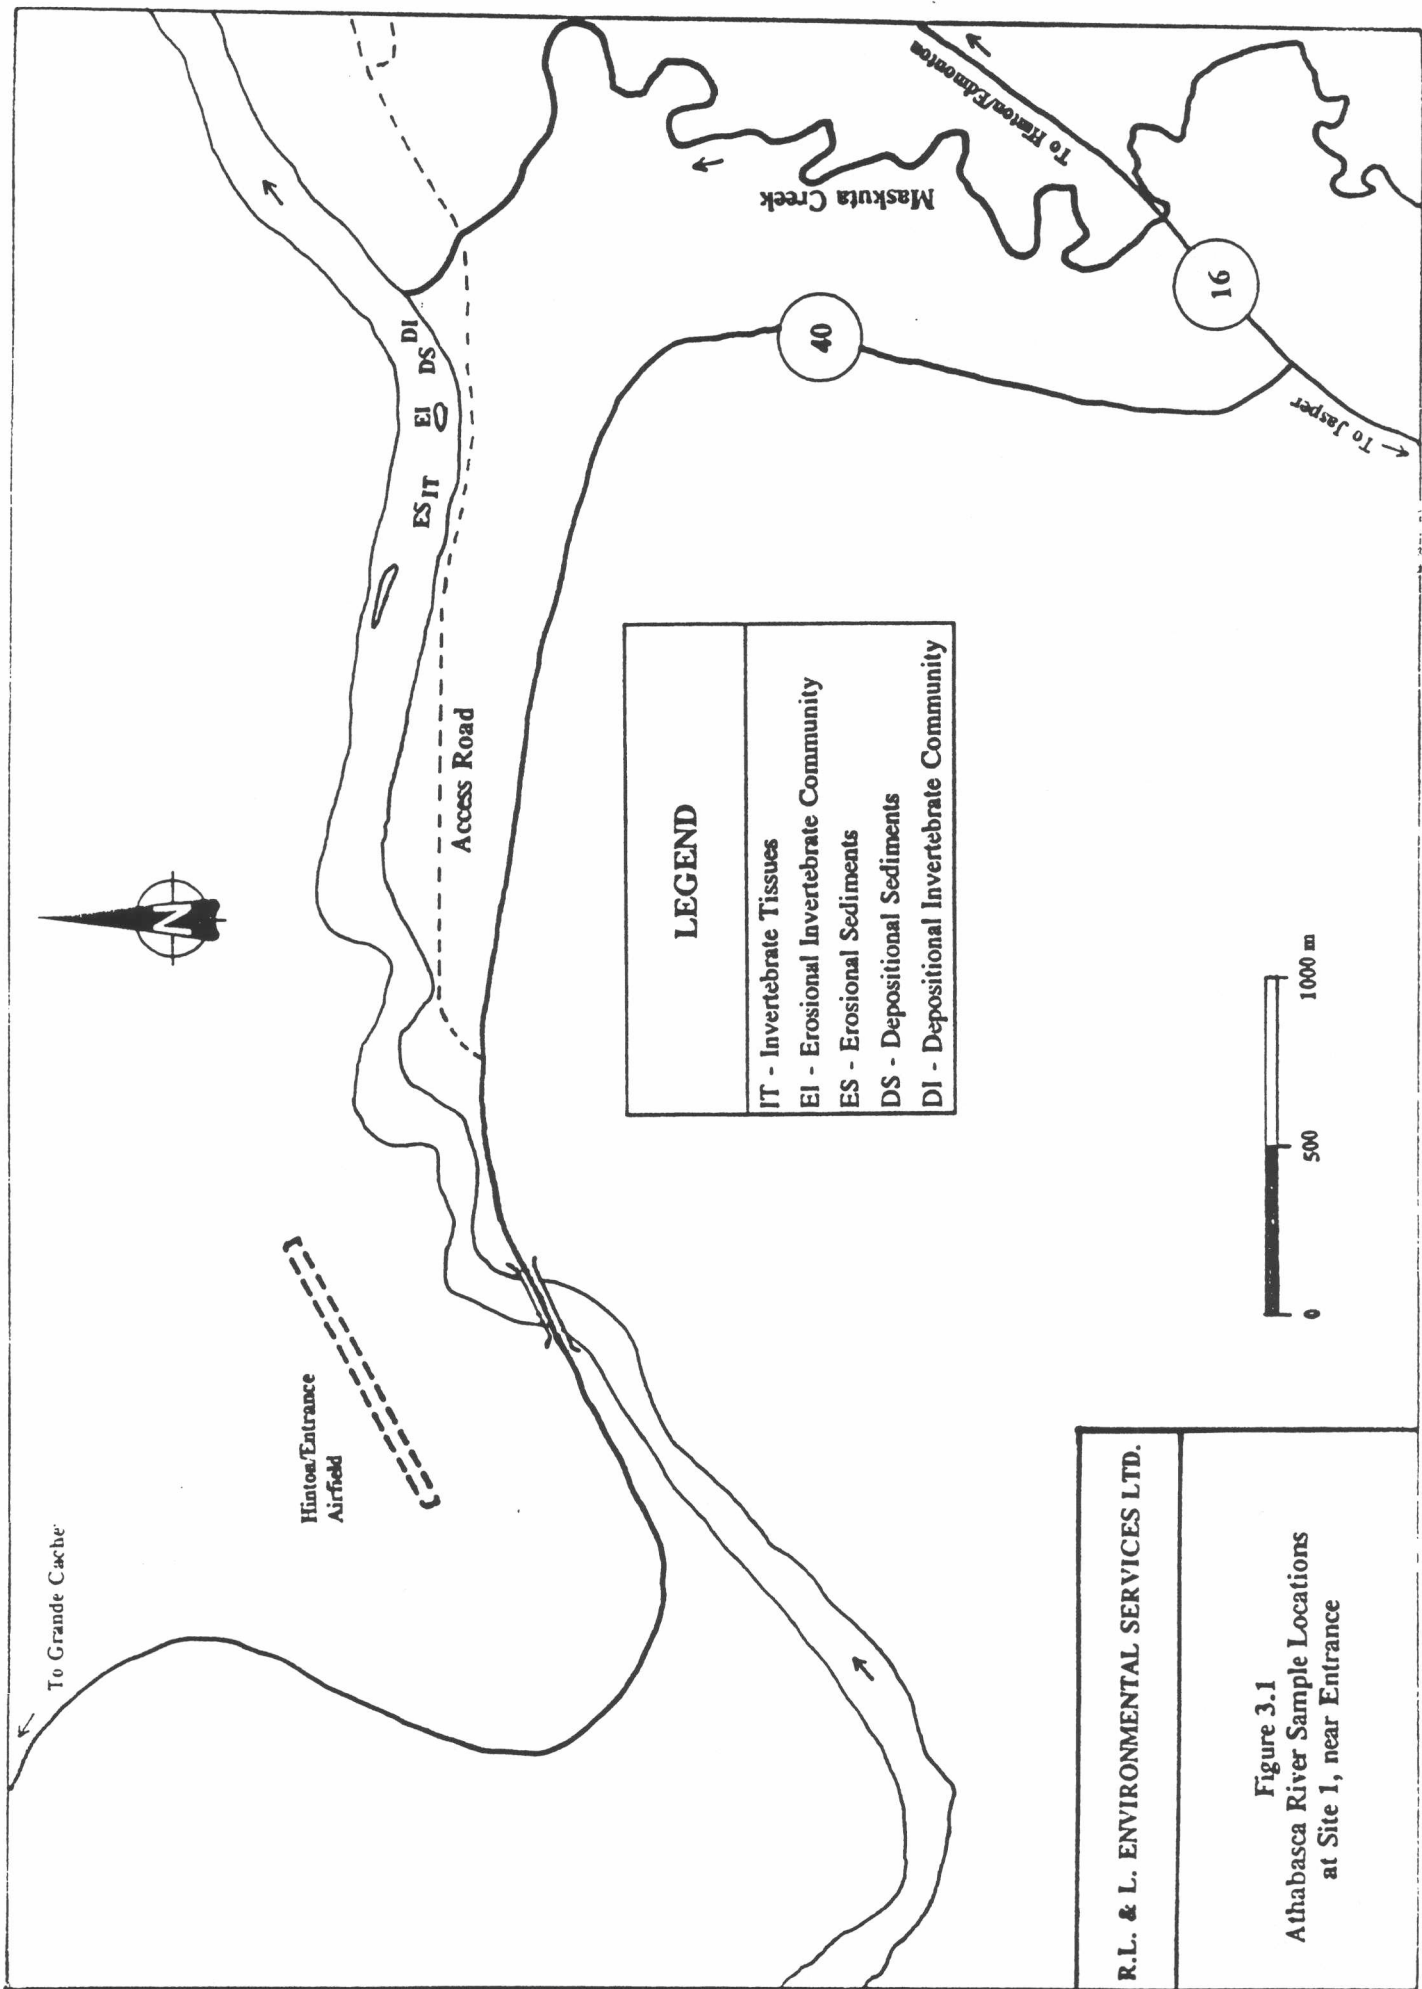 To Grande Cache
Hinton/Entrance
Airfield
N
Access Road
ES IT
EI
DS DI
Maskuta Creek
To Hinton/Edmonton
40
16
To Jasper
LEGEND
IT - Invertebrate Tissues
EI - Erosional Invertebrate Community
ES - Erosional Sediments
DS - Depositional Sediments
DI - Depositional Invertebrate Community
0 500 1000 m
R.L. & L. ENVIRONMENTAL SERVICES LTD.
Figure 3.1
Athabasca River Sample Locations
at Site 1, near Entrance